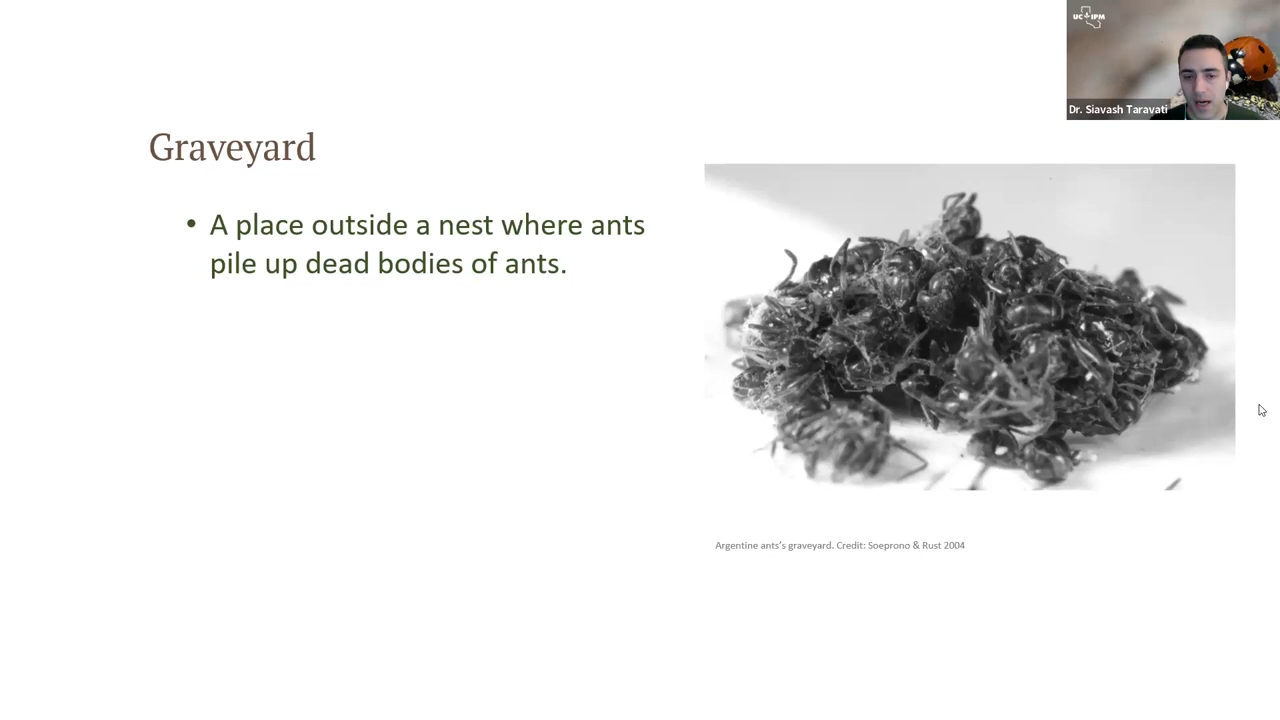 UC IPM
Dr. Siavash Taravati
Graveyard
• A place outside a nest where ants
pile up dead bodies of ants.
Argentine ants's graveyard. Credit: Soeprono & Rust 2004